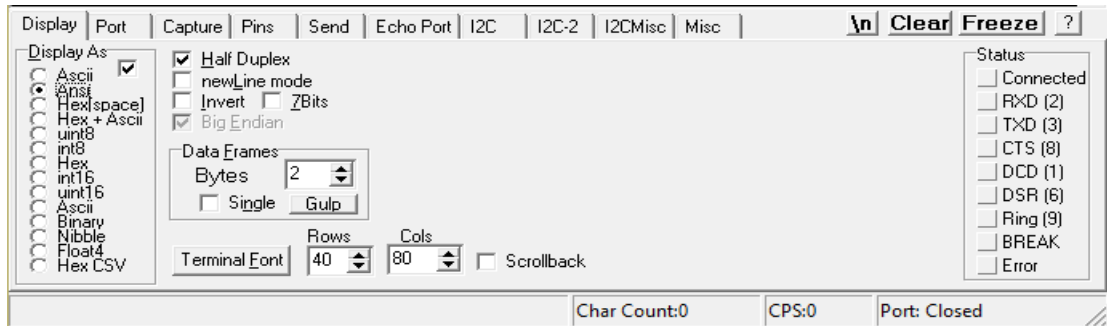 Display Port Capture Pins Send Echo Port I2C I2C-2 I2CMisc Misc \n Clear Freeze ?
Display As
Ascii
Ansi
Hex[space]
Hex + Ascii
uint8
int8
Hex
int16
uint16
Ascii
Binary
Nibble
Float4
Hex CSV
Half Duplex
newLine mode
Invert 7Bits
Big Endian
Data Frames
Bytes 2
Single Gulp
Rows Cols
Terminal Font 40 80 Scrollback
Status
Connected
RXD (2)
TXD (3)
CTS (8)
DCD (1)
DSR (6)
Ring (9)
BREAK
Error
Char Count:0 CPS:0 Port: Closed